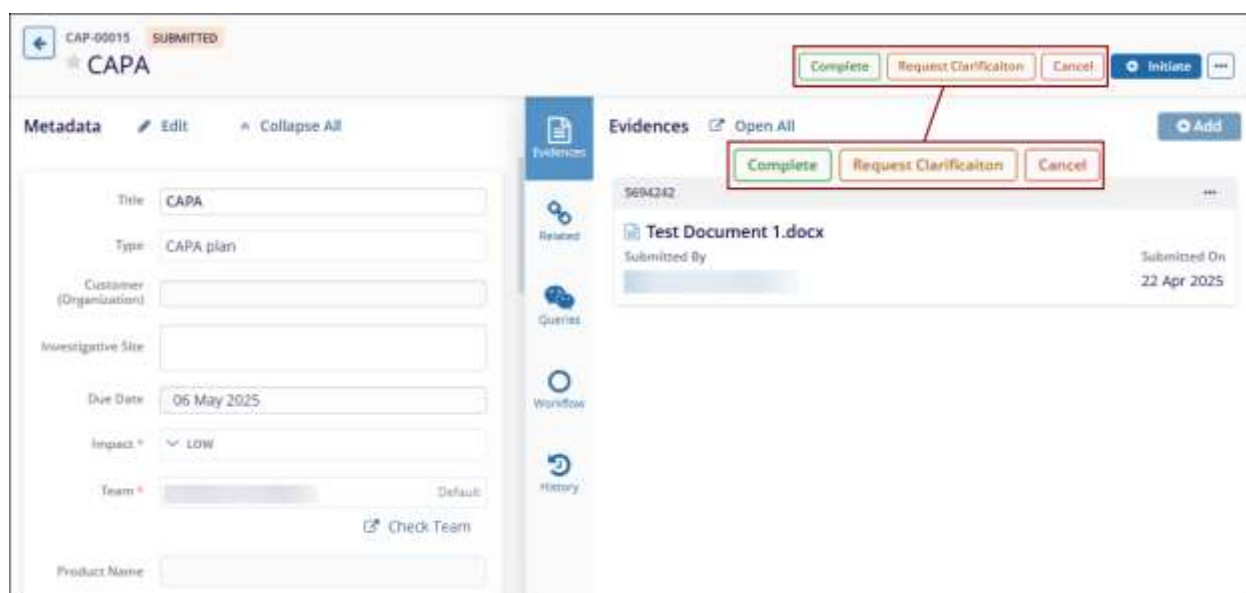 CAP-00015 SUBMITTED
CAPA
Complete Request Clarificaiton Cancel Initiate
Metadata Edit Collapse All
Evidences Open All Add
Complete Request Clarificaiton Cancel
Title CAPA
Type CAPA plan
Customer (Organization)
Investigative Site
Due Date 06 May 2025
Impact * LOW
Team * Default
Check Team
Product Name
Evidences
Related
Queries
Workflow
History
5694242
Test Document 1.docx
Submitted By Submitted On
22 Apr 2025